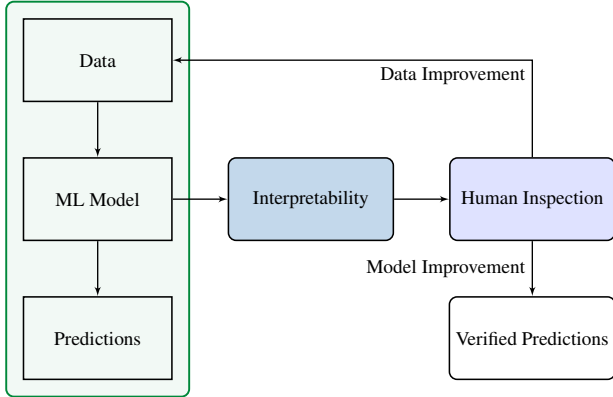 Data
Data Improvement
ML Model
Interpretability
Human Inspection
Model Improvement
Predictions
Verified Predictions